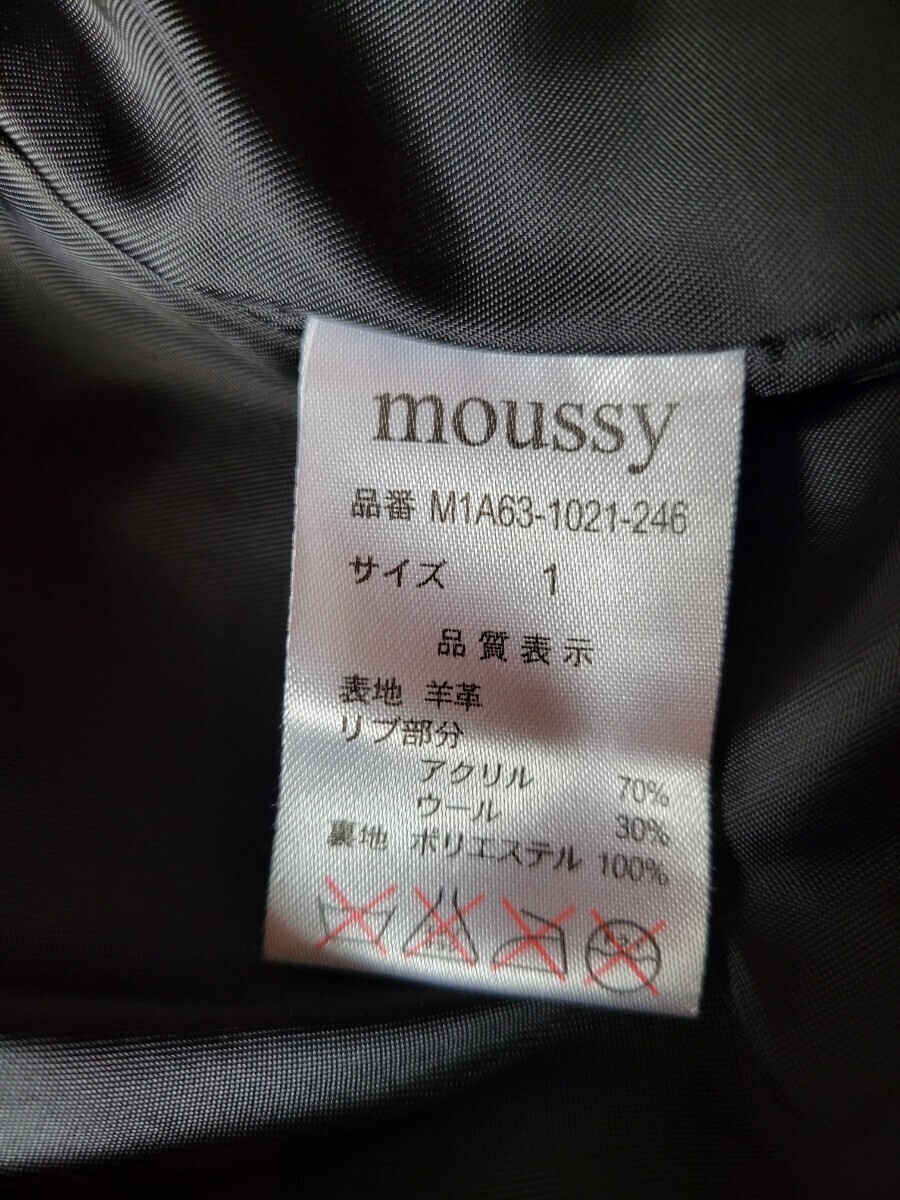 moussy
品番 M1A63-1021-246
サイズ 1
品質表示
表地 羊革
リブ部分
アクリル 70%
ウール 30%
裏地 ポリエステル 100%